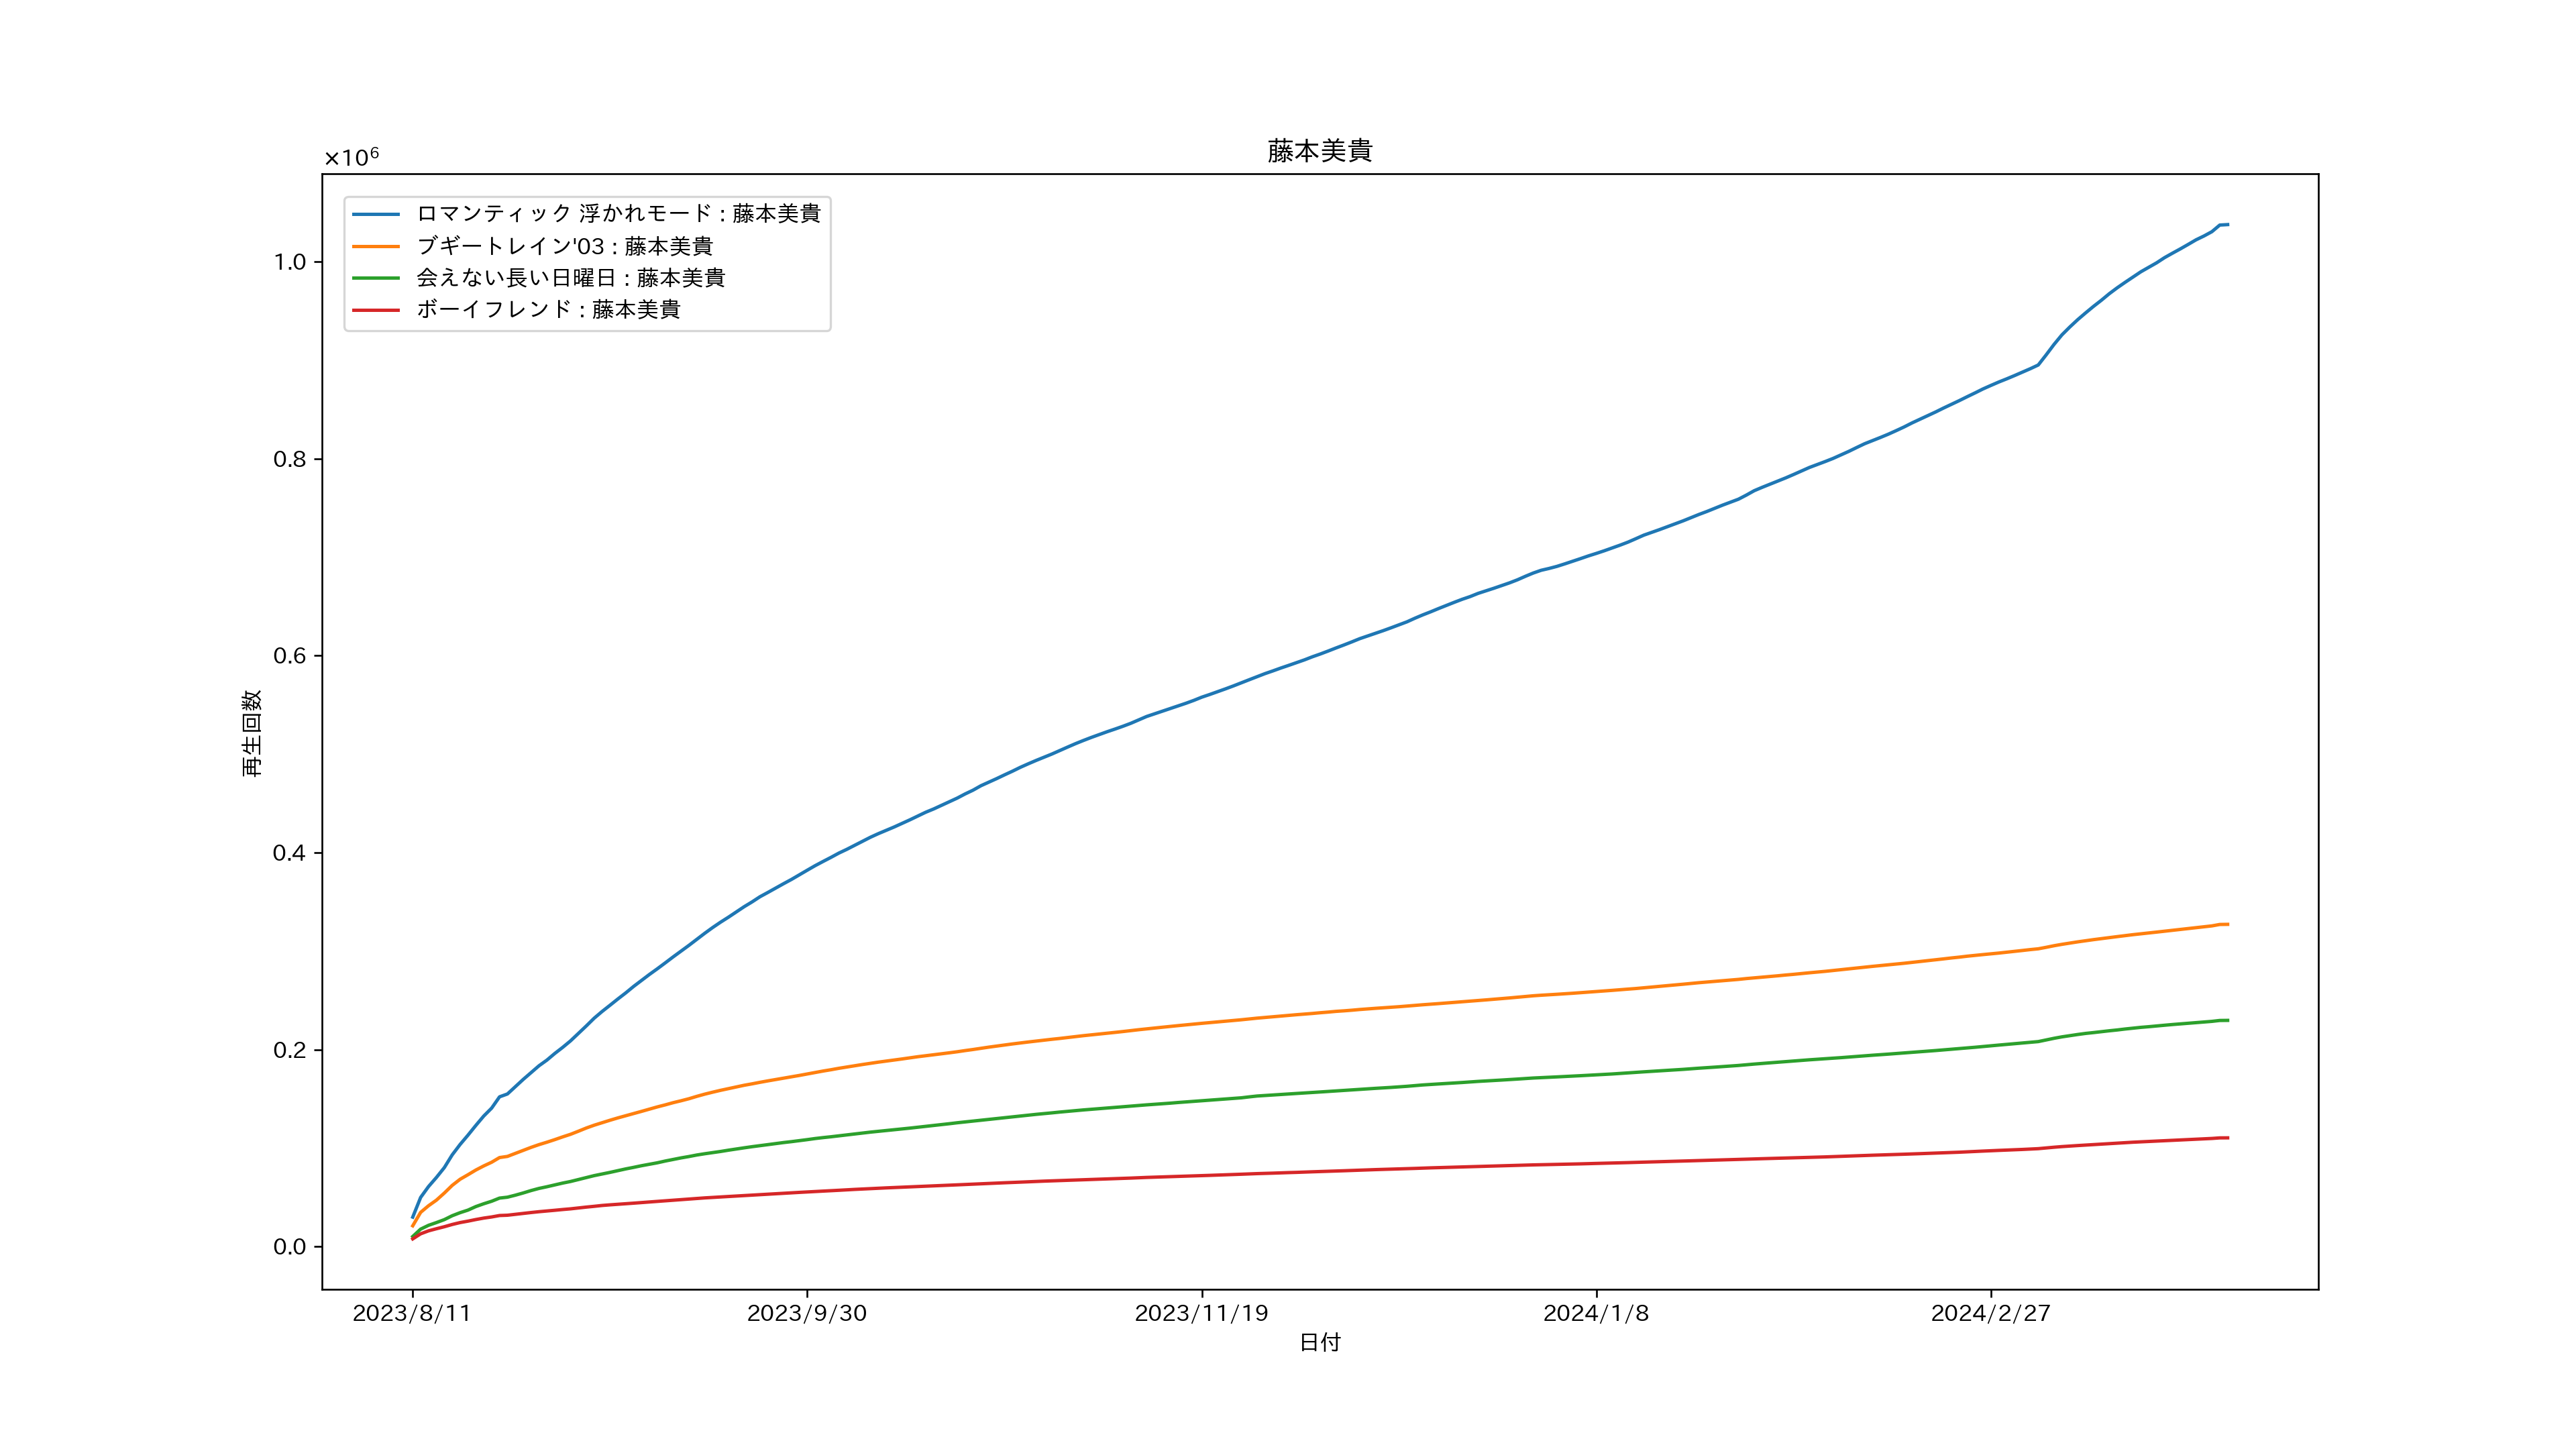 藤本美貴
×10⁶
ロマンティック 浮かれモード : 藤本美貴
ブギートレイン'03 : 藤本美貴
会えない長い日曜日 : 藤本美貴
ボーイフレンド : 藤本美貴
1.0
0.8
0.6
0.4
0.2
0.0
再生回数
2023/8/11
2023/9/30
2023/11/19
2024/1/8
2024/2/27
日付